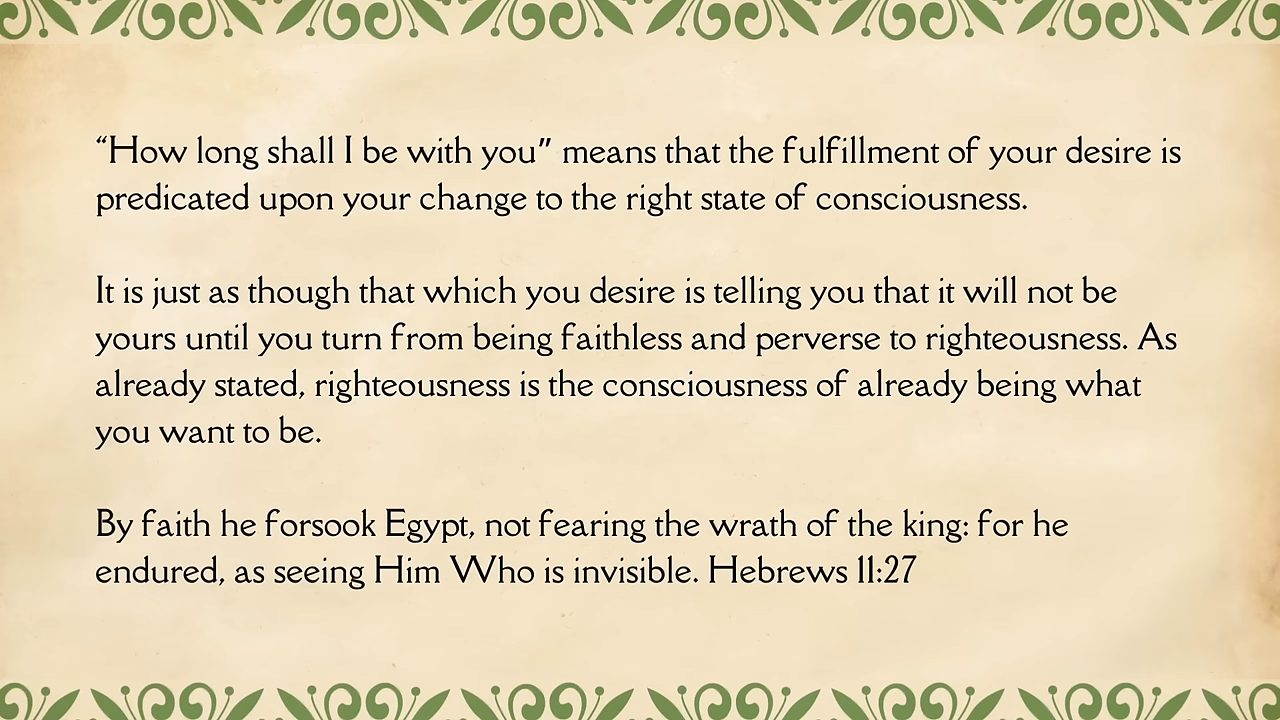 “How long shall I be with you" means that the fulfillment of your desire is
predicated upon your change to the right state of consciousness.
It is just as though that which you desire is telling you that it will not be
yours until you turn from being faithless and perverse to righteousness. As
already stated, righteousness is the consciousness of already being what
you want to be.
By faith he forsook Egypt, not fearing the wrath of the king: for he
endured, as seeing Him Who is invisible. Hebrews 11:27